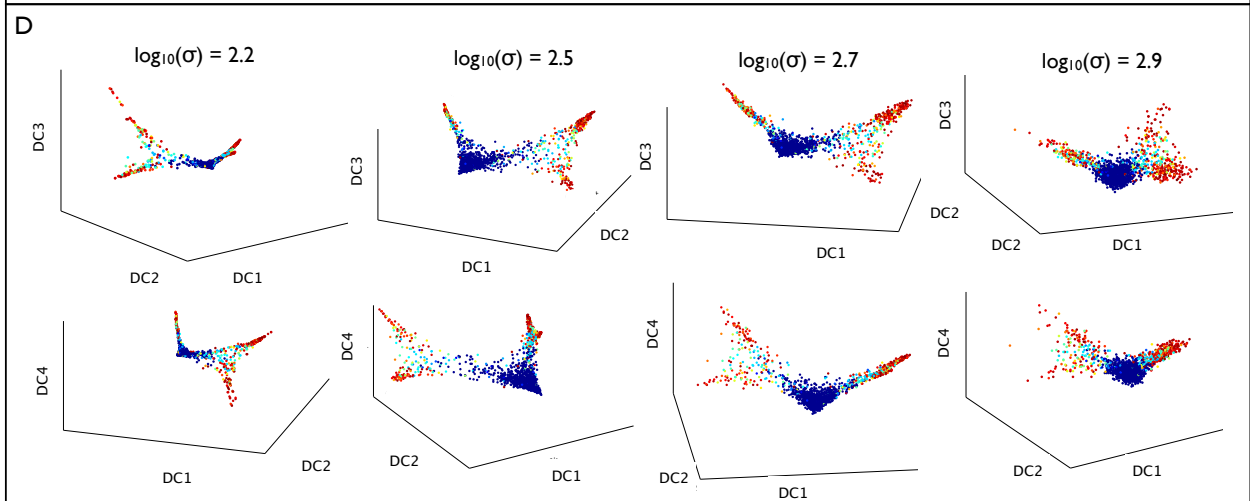 D
log10(σ) = 2.2
log10(σ) = 2.5
log10(σ) = 2.7
log10(σ) = 2.9
DC3
DC2
DC1
DC3
DC1
DC2
DC3
DC1
DC2
DC3
DC2
DC1
DC4
DC1
DC2
DC4
DC2
DC1
DC4
DC2
DC1
DC4
DC2
DC1